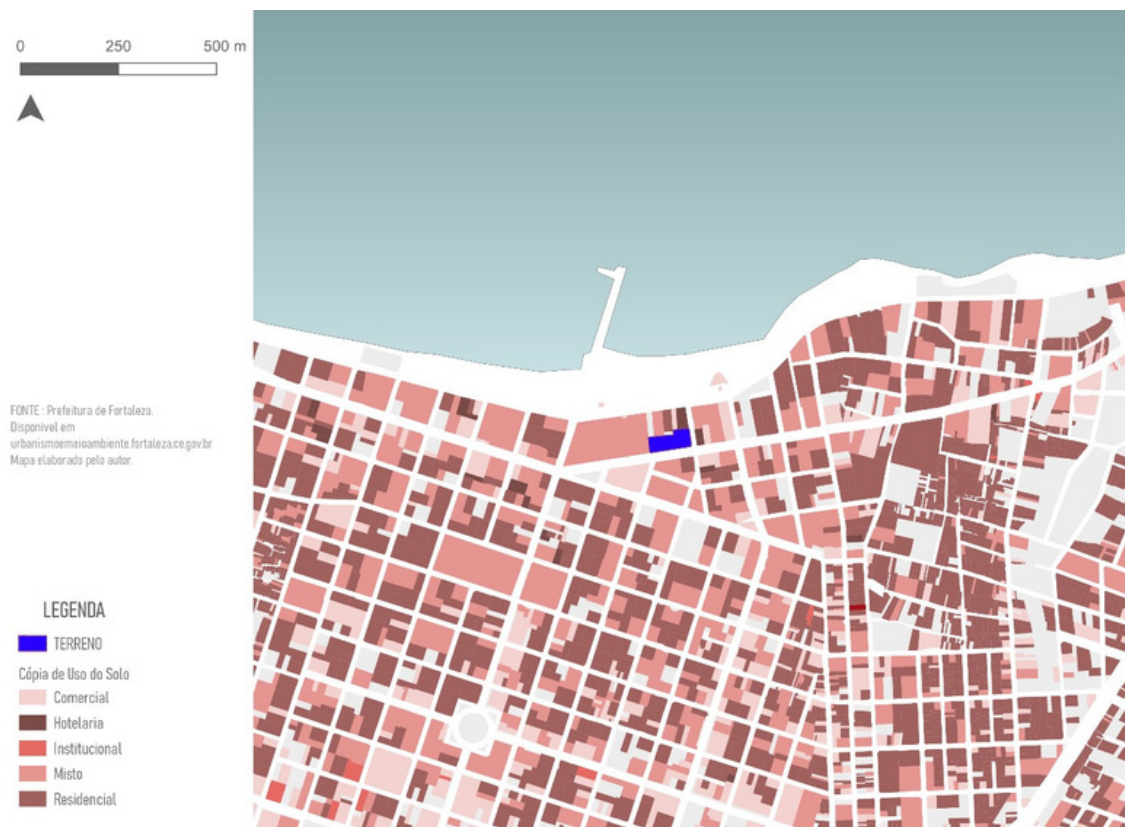 0 250 500 m
FONTE : Prefeitura de Fortaleza.
Disponível em
urbanismoemeioambiente.fortaleza.ce.gov.br
Mapa elaborado pelo autor.
LEGENDA
TERRENO
Cópia de Uso do Solo
Comercial
Hotelaria
Institucional
Misto
Residencial